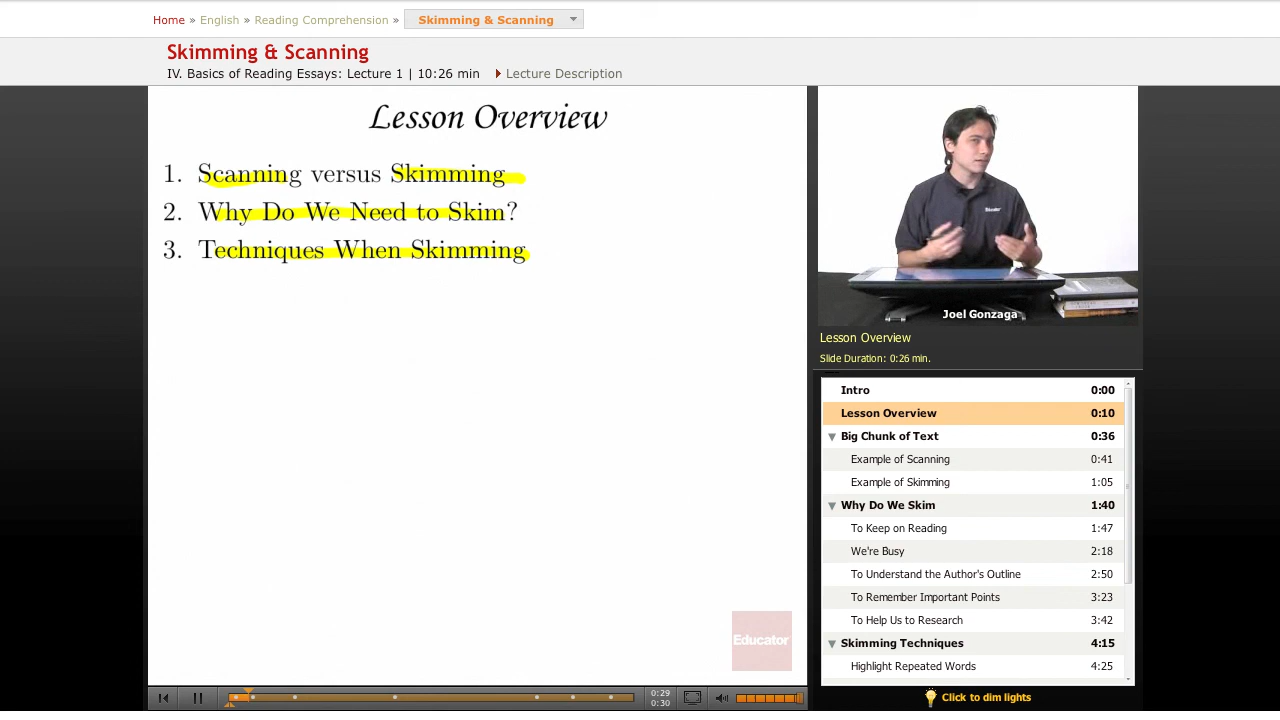 Home » English » Reading Comprehension » Skimming & Scanning
Skimming & Scanning
IV. Basics of Reading Essays: Lecture 1 | 10:26 min Lecture Description
Lesson Overview
1. Scanning versus Skimming
2. Why Do We Need to Skim?
3. Techniques When Skimming
Educator
Joel Gonzaga
Lesson Overview
Slide Duration: 0:26 min.
Intro 0:00
Lesson Overview 0:10
Big Chunk of Text 0:36
Example of Scanning 0:41
Example of Skimming 1:05
Why Do We Skim 1:40
To Keep on Reading 1:47
We're Busy 2:18
To Understand the Author's Outline 2:50
To Remember Important Points 3:23
To Help Us to Research 3:42
Skimming Techniques 4:15
Highlight Repeated Words 4:25
Educator
0:29
0:30
Click to dim lights